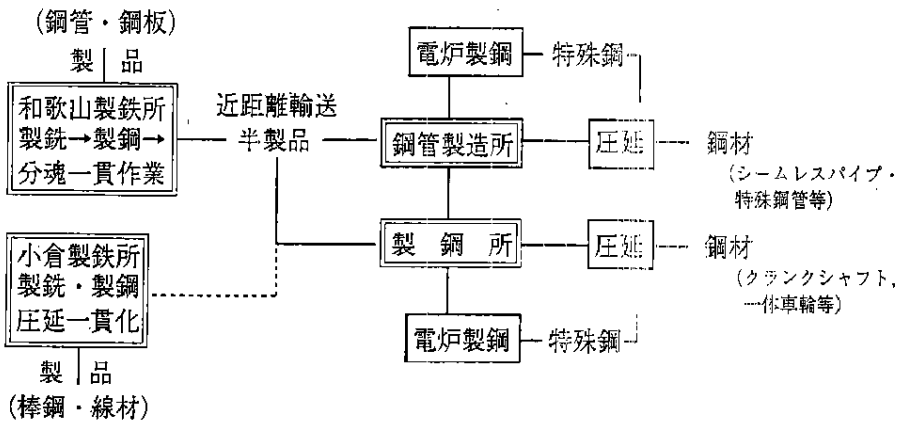 (鋼管・鋼板)
製品
和歌山製鉄所
製銑→製鋼→
分魂一貫作業
近距離輸送
半製品
電炉製鋼
特殊鋼
鋼管製造所
圧延
鋼材
(シームレスパイプ・
特殊鋼管等)
製鋼所
圧延
鋼材
(クランクシャフト,
一体車輪等)
電炉製鋼
特殊鋼
小倉製鉄所
製銑・製鋼
圧延一貫化
製品
(棒鋼・線材)